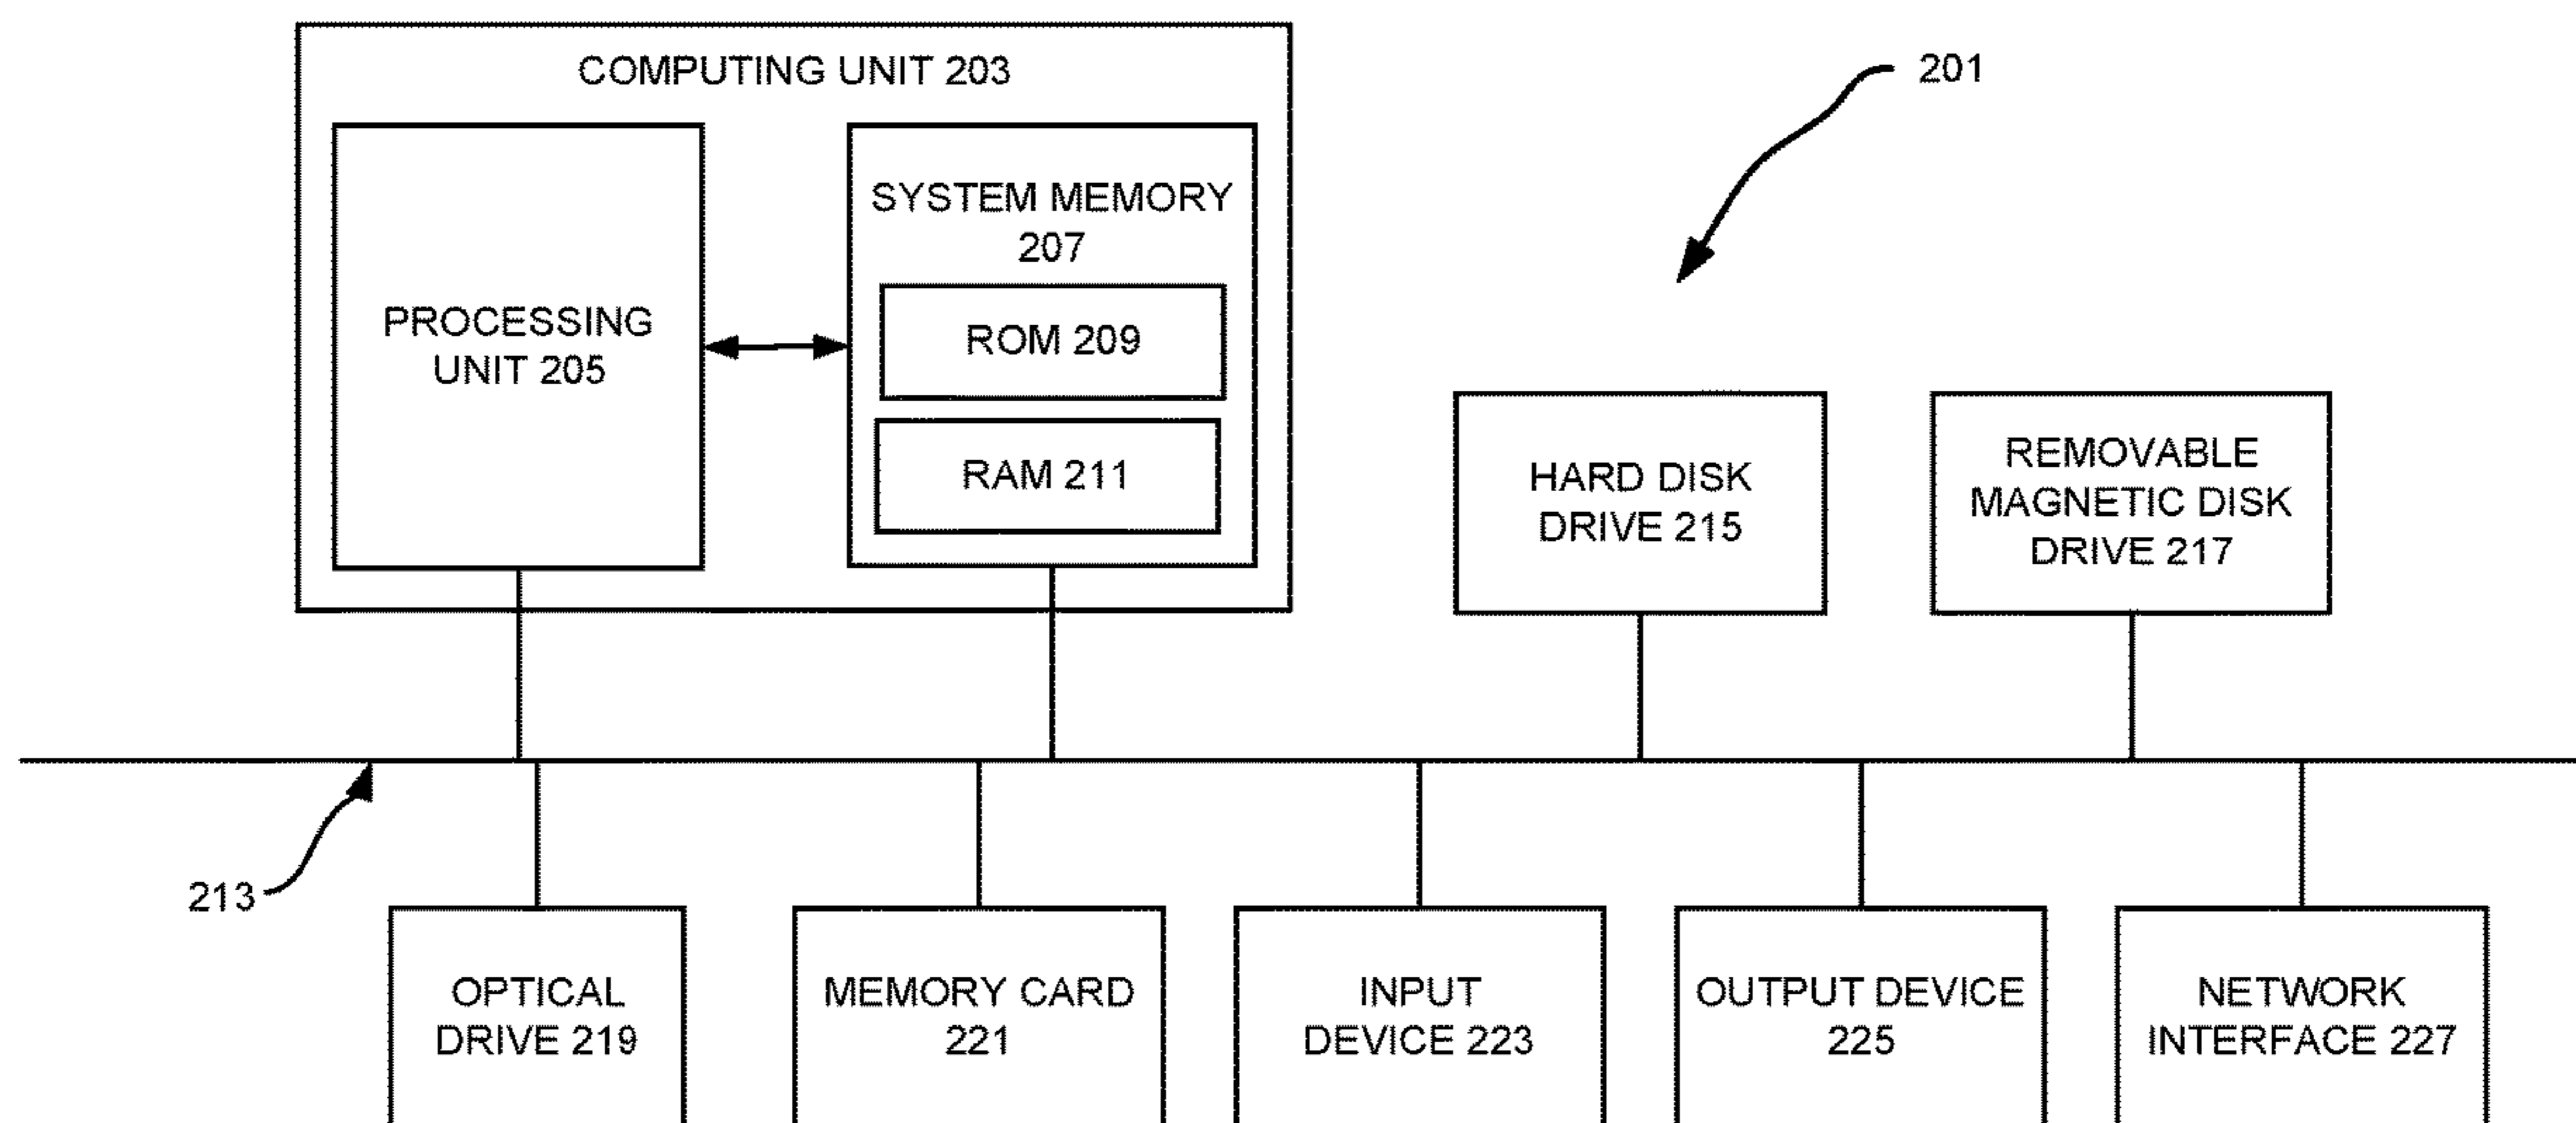 COMPUTING UNIT 203
201
PROCESSING
UNIT 205
SYSTEM MEMORY
207
ROM 209
RAM 211
HARD DISK
DRIVE 215
REMOVABLE
MAGNETIC DISK
DRIVE 217
213
OPTICAL
DRIVE 219
MEMORY CARD
221
INPUT
DEVICE 223
OUTPUT DEVICE
225
NETWORK
INTERFACE 227